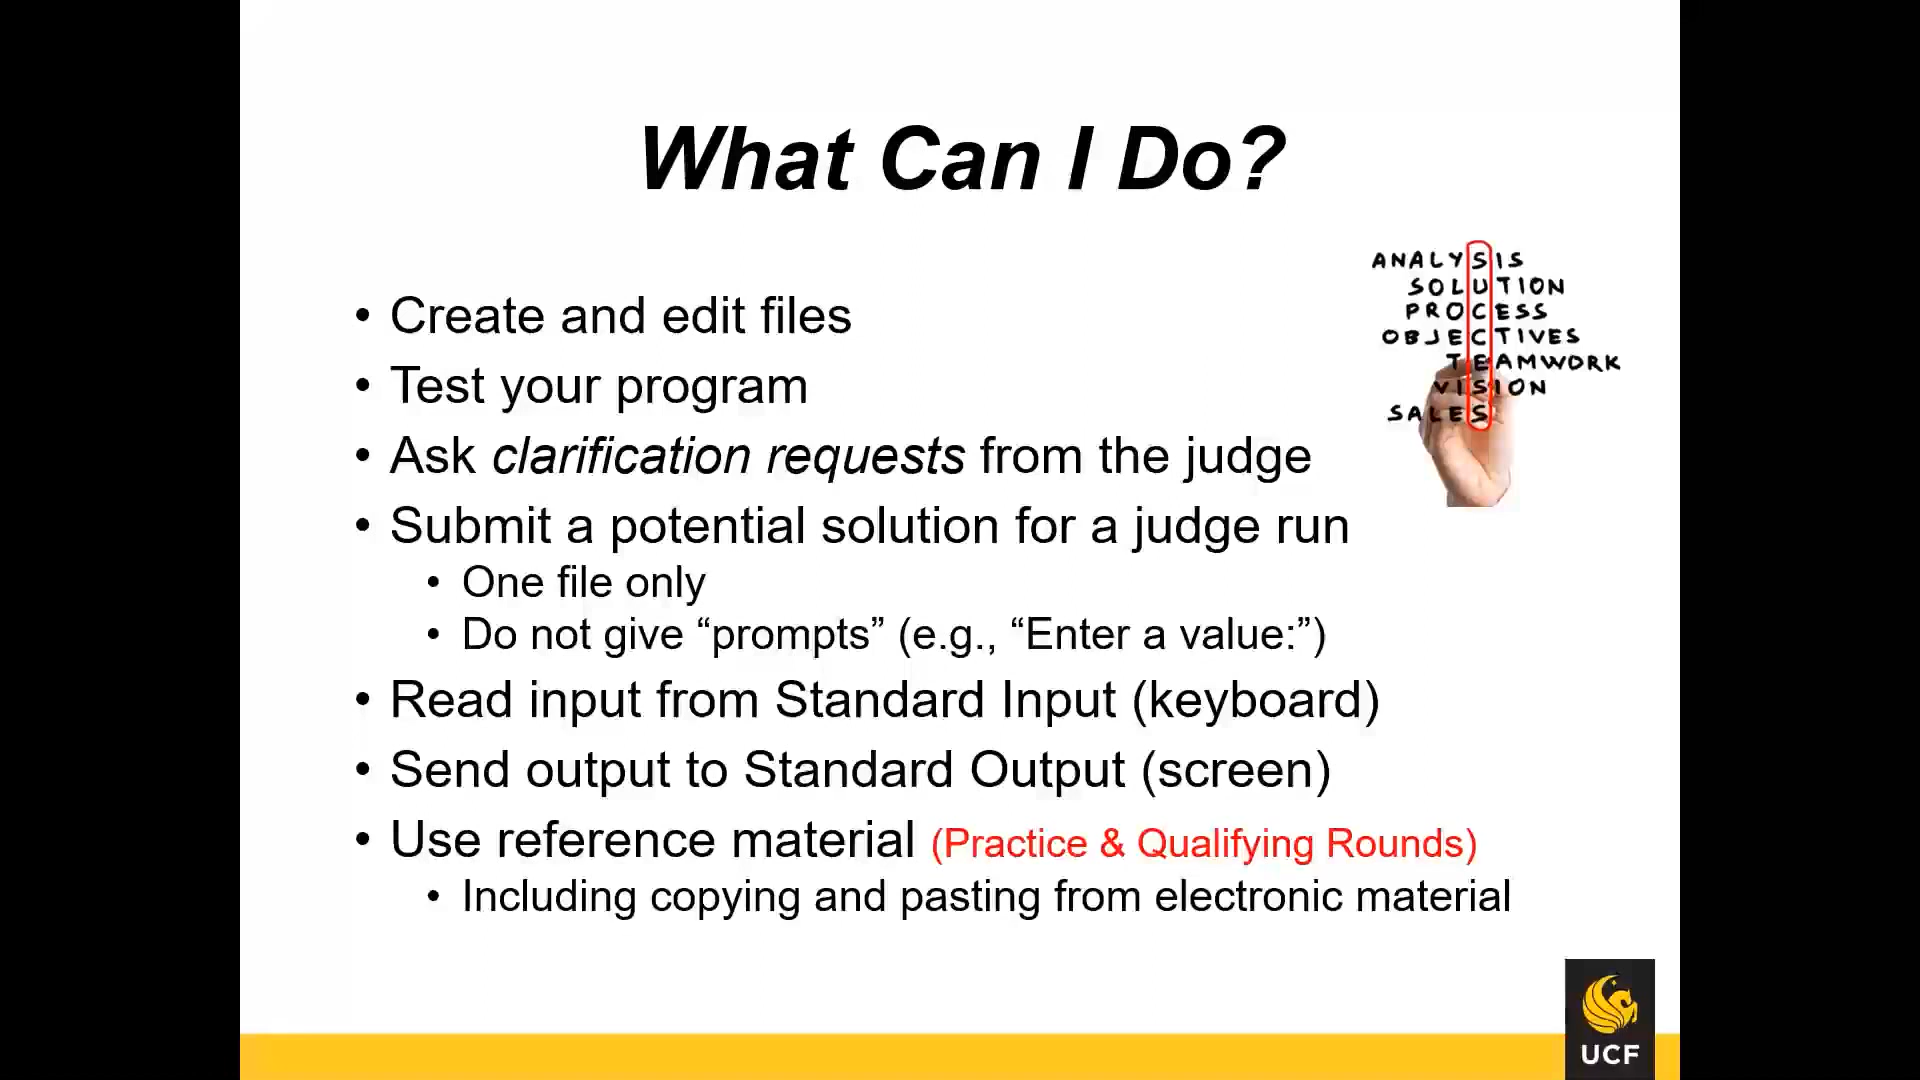 What Can I Do?
ANALYSIS
SOLUTION
PROCESS
OBJECTIVES
TEAMWORK
VISION
SALES
• Create and edit files
• Test your program
• Ask clarification requests from the judge
• Submit a potential solution for a judge run
• One file only
• Do not give “prompts” (e.g., “Enter a value:”)
• Read input from Standard Input (keyboard)
• Send output to Standard Output (screen)
• Use reference material (Practice & Qualifying Rounds)
• Including copying and pasting from electronic material
UCF